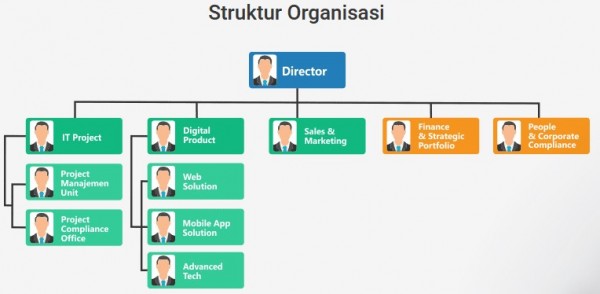 Struktur Organisasi
Director
IT Project
Digital
Product
Sales &
Marketing
Finance
& Strategic
Portfolio
People
& Corporate
Compliance
Project
Manajemen
Unit
Web
Solution
Project
Compliance
Office
Mobile App
Solution
Advanced
Tech